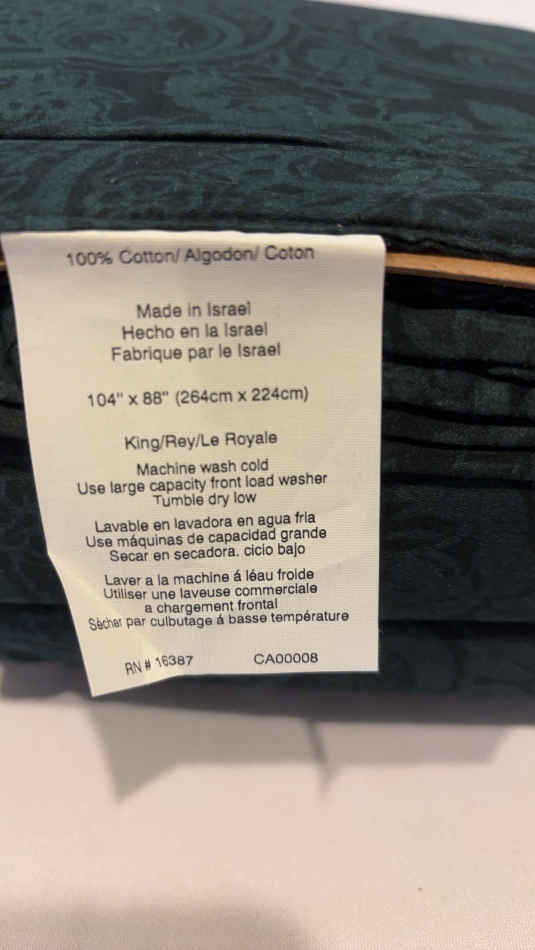 100% Cotton/ Algodon/ Coton
Made in Israel
Hecho en la Israel
Fabrique par le Israel
104" x 88" (264cm x 224cm)
King/Rey/Le Royale
Machine wash cold
Use large capacity front load washer
Tumble dry low
Lavable en lavadora en agua fria
Use máquinas de capacidad grande
Secar en secadora. ciclo bajo
Laver a la machine á léau froide
Utiliser une laveuse commerciale
a chargement frontal
Sécher par culbutage á basse température
RN # 16387 CA00008